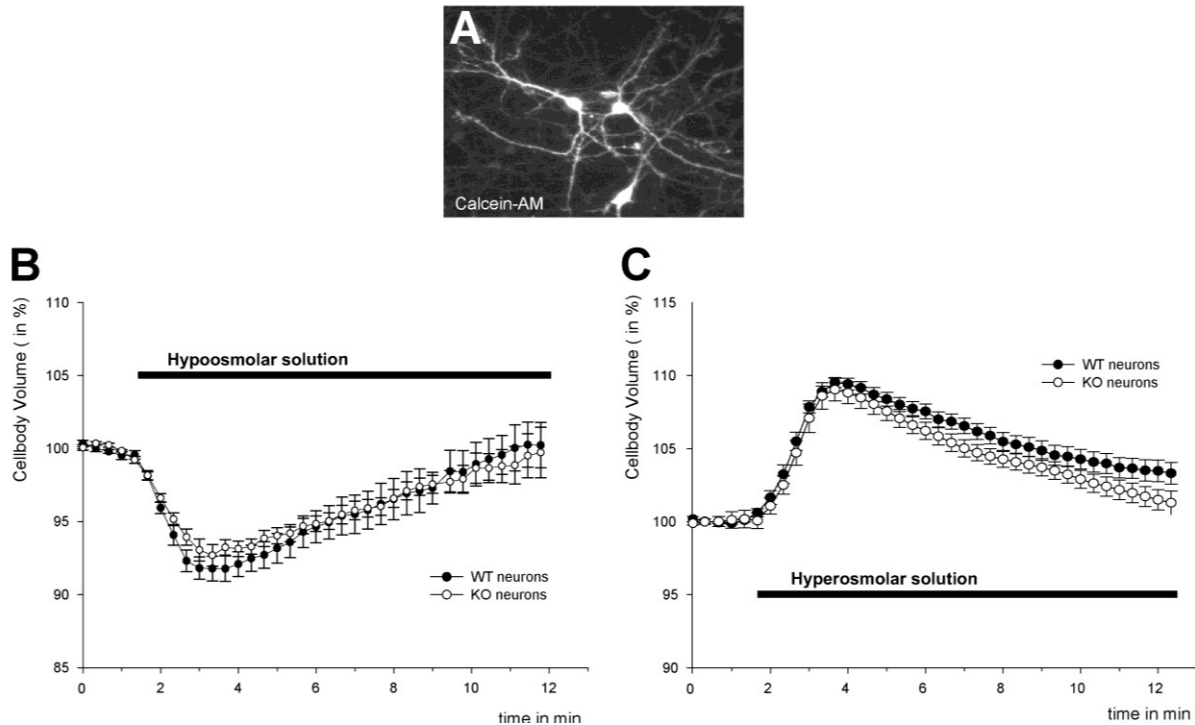 A
Calcein-AM
B
Cellbody Volume ( in %)
110
105
100
95
90
85
Hypoosmolar solution
WT neurons
KO neurons
0 2 4 6 8 10 12
time in min
C
Cellbody Volume ( in %)
115
110
105
100
95
90
WT neurons
KO neurons
Hyperosmolar solution
0 2 4 6 8 10 12
time in min